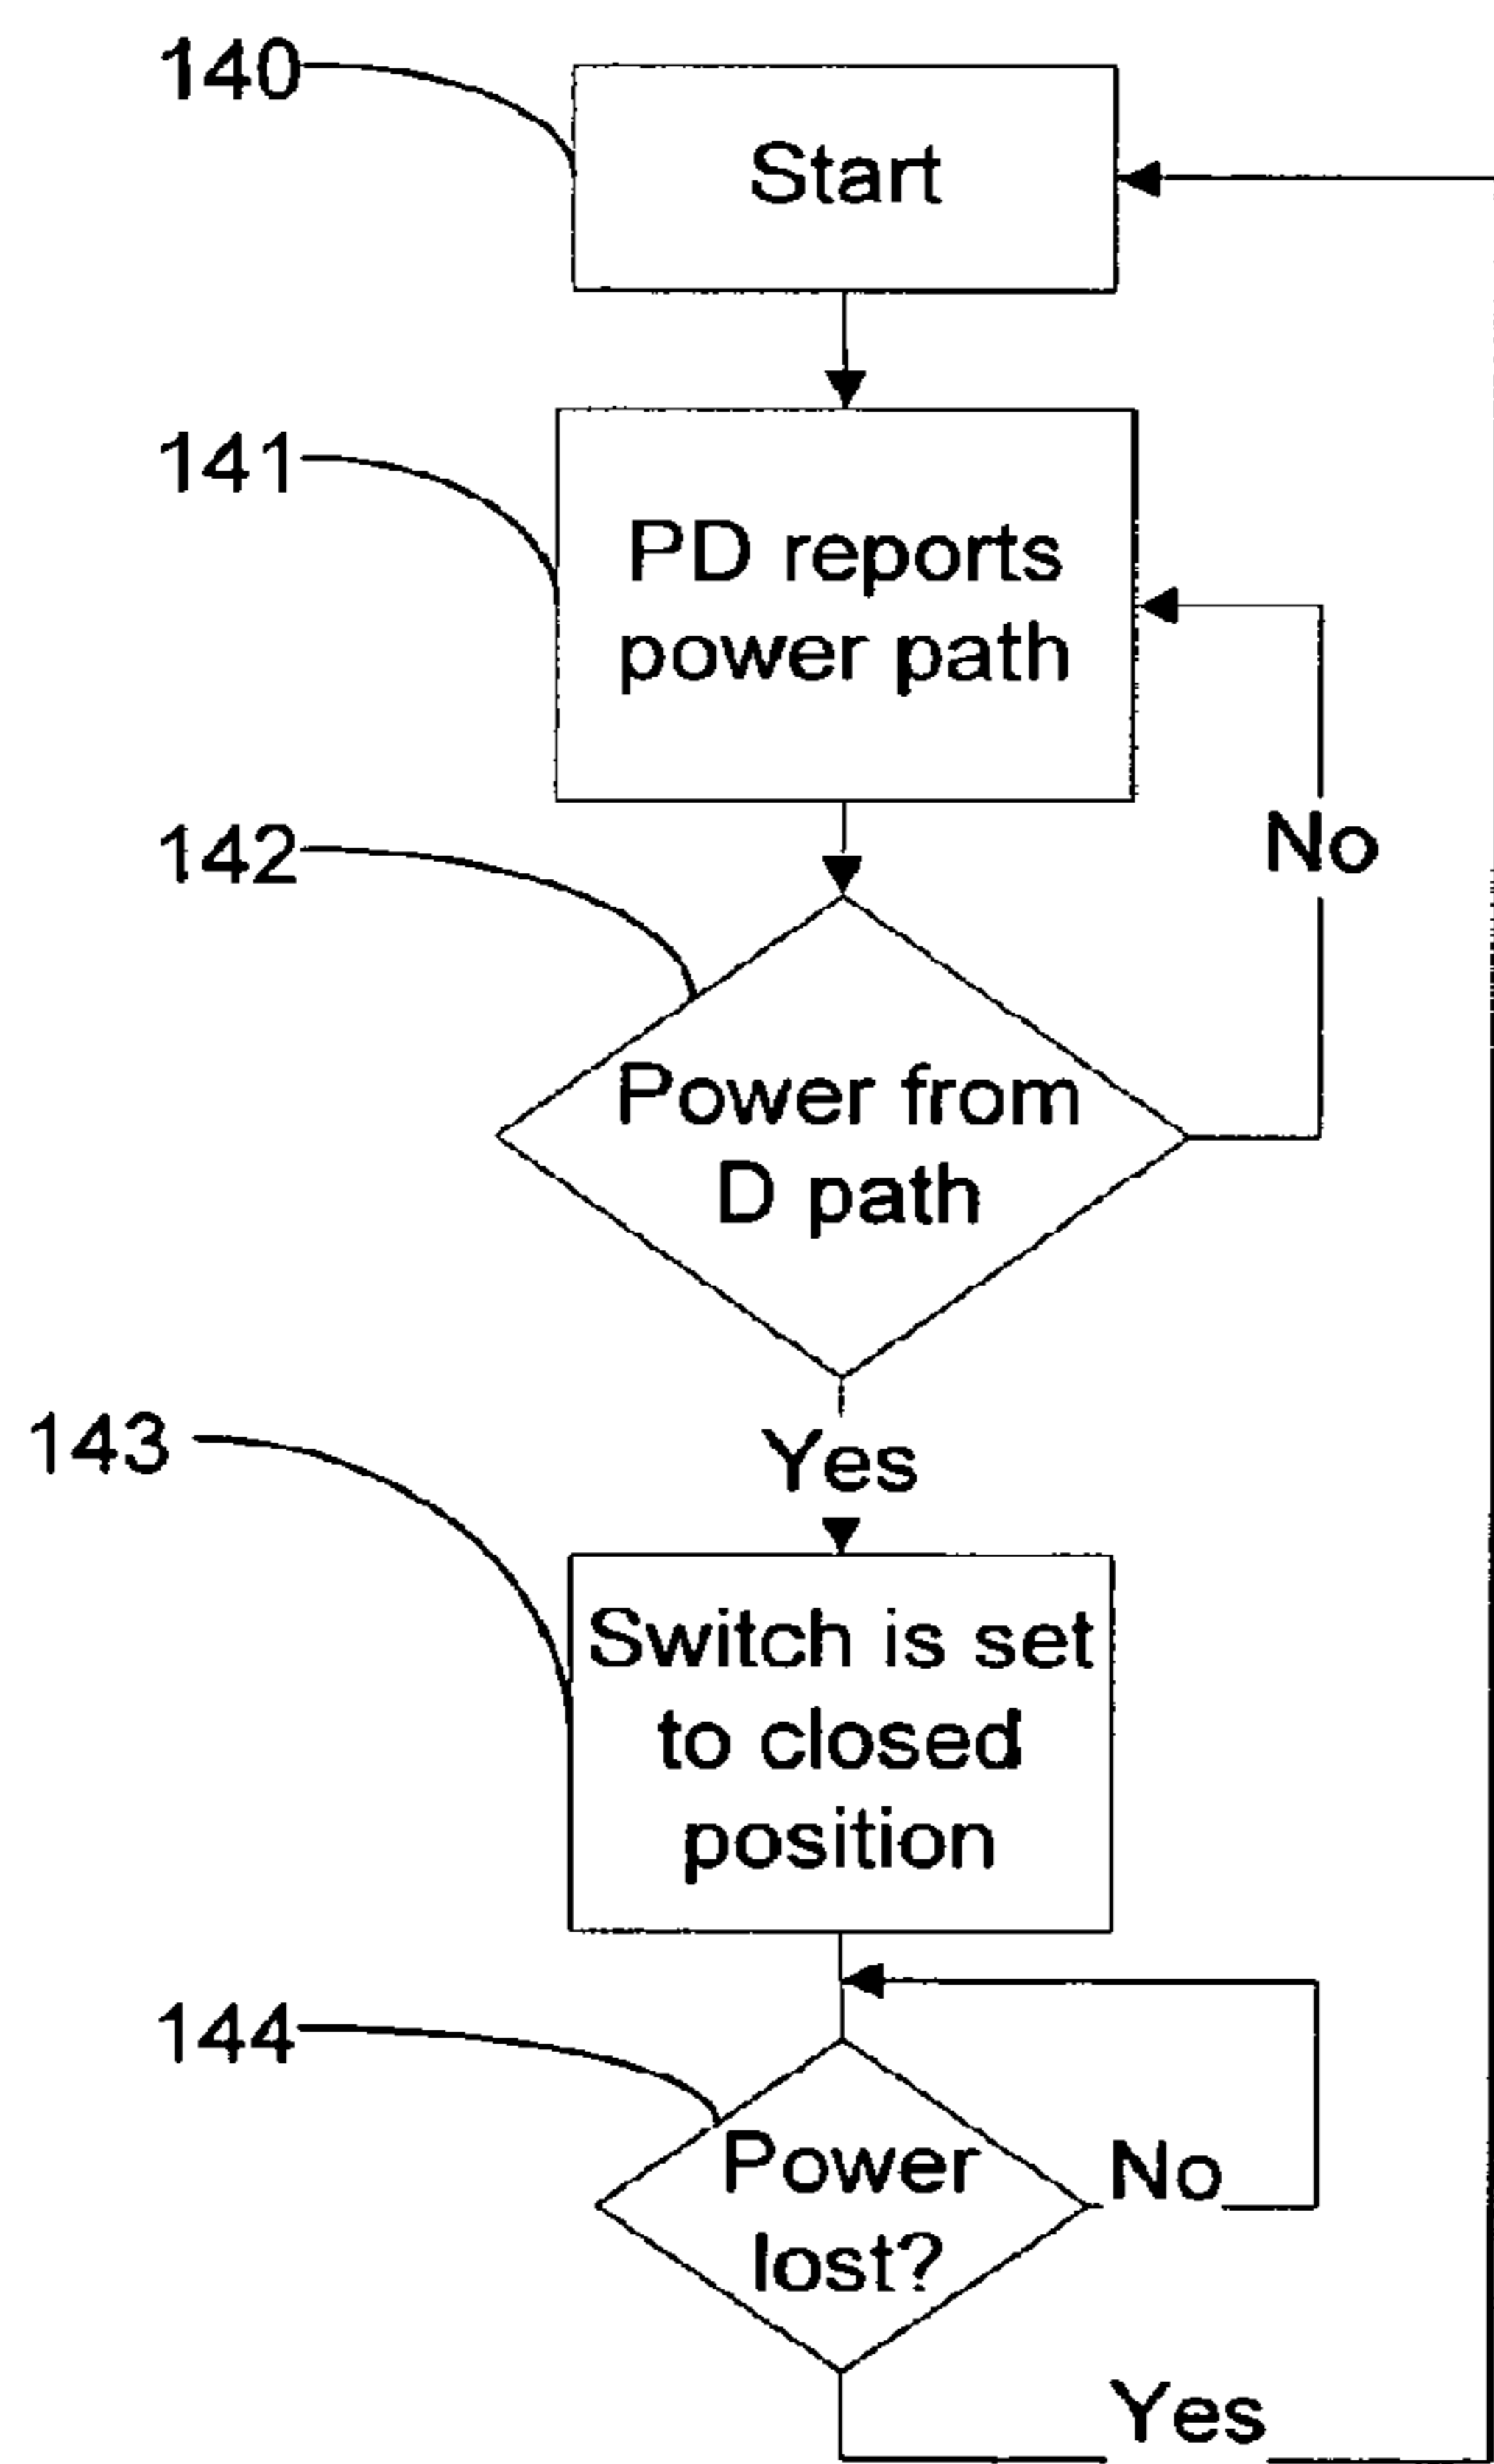 140
Start
141
PD reports
power path
No
142
Power from
D path
Yes
143
Switch is set
to closed
position
144
Power
lost?
No
Yes